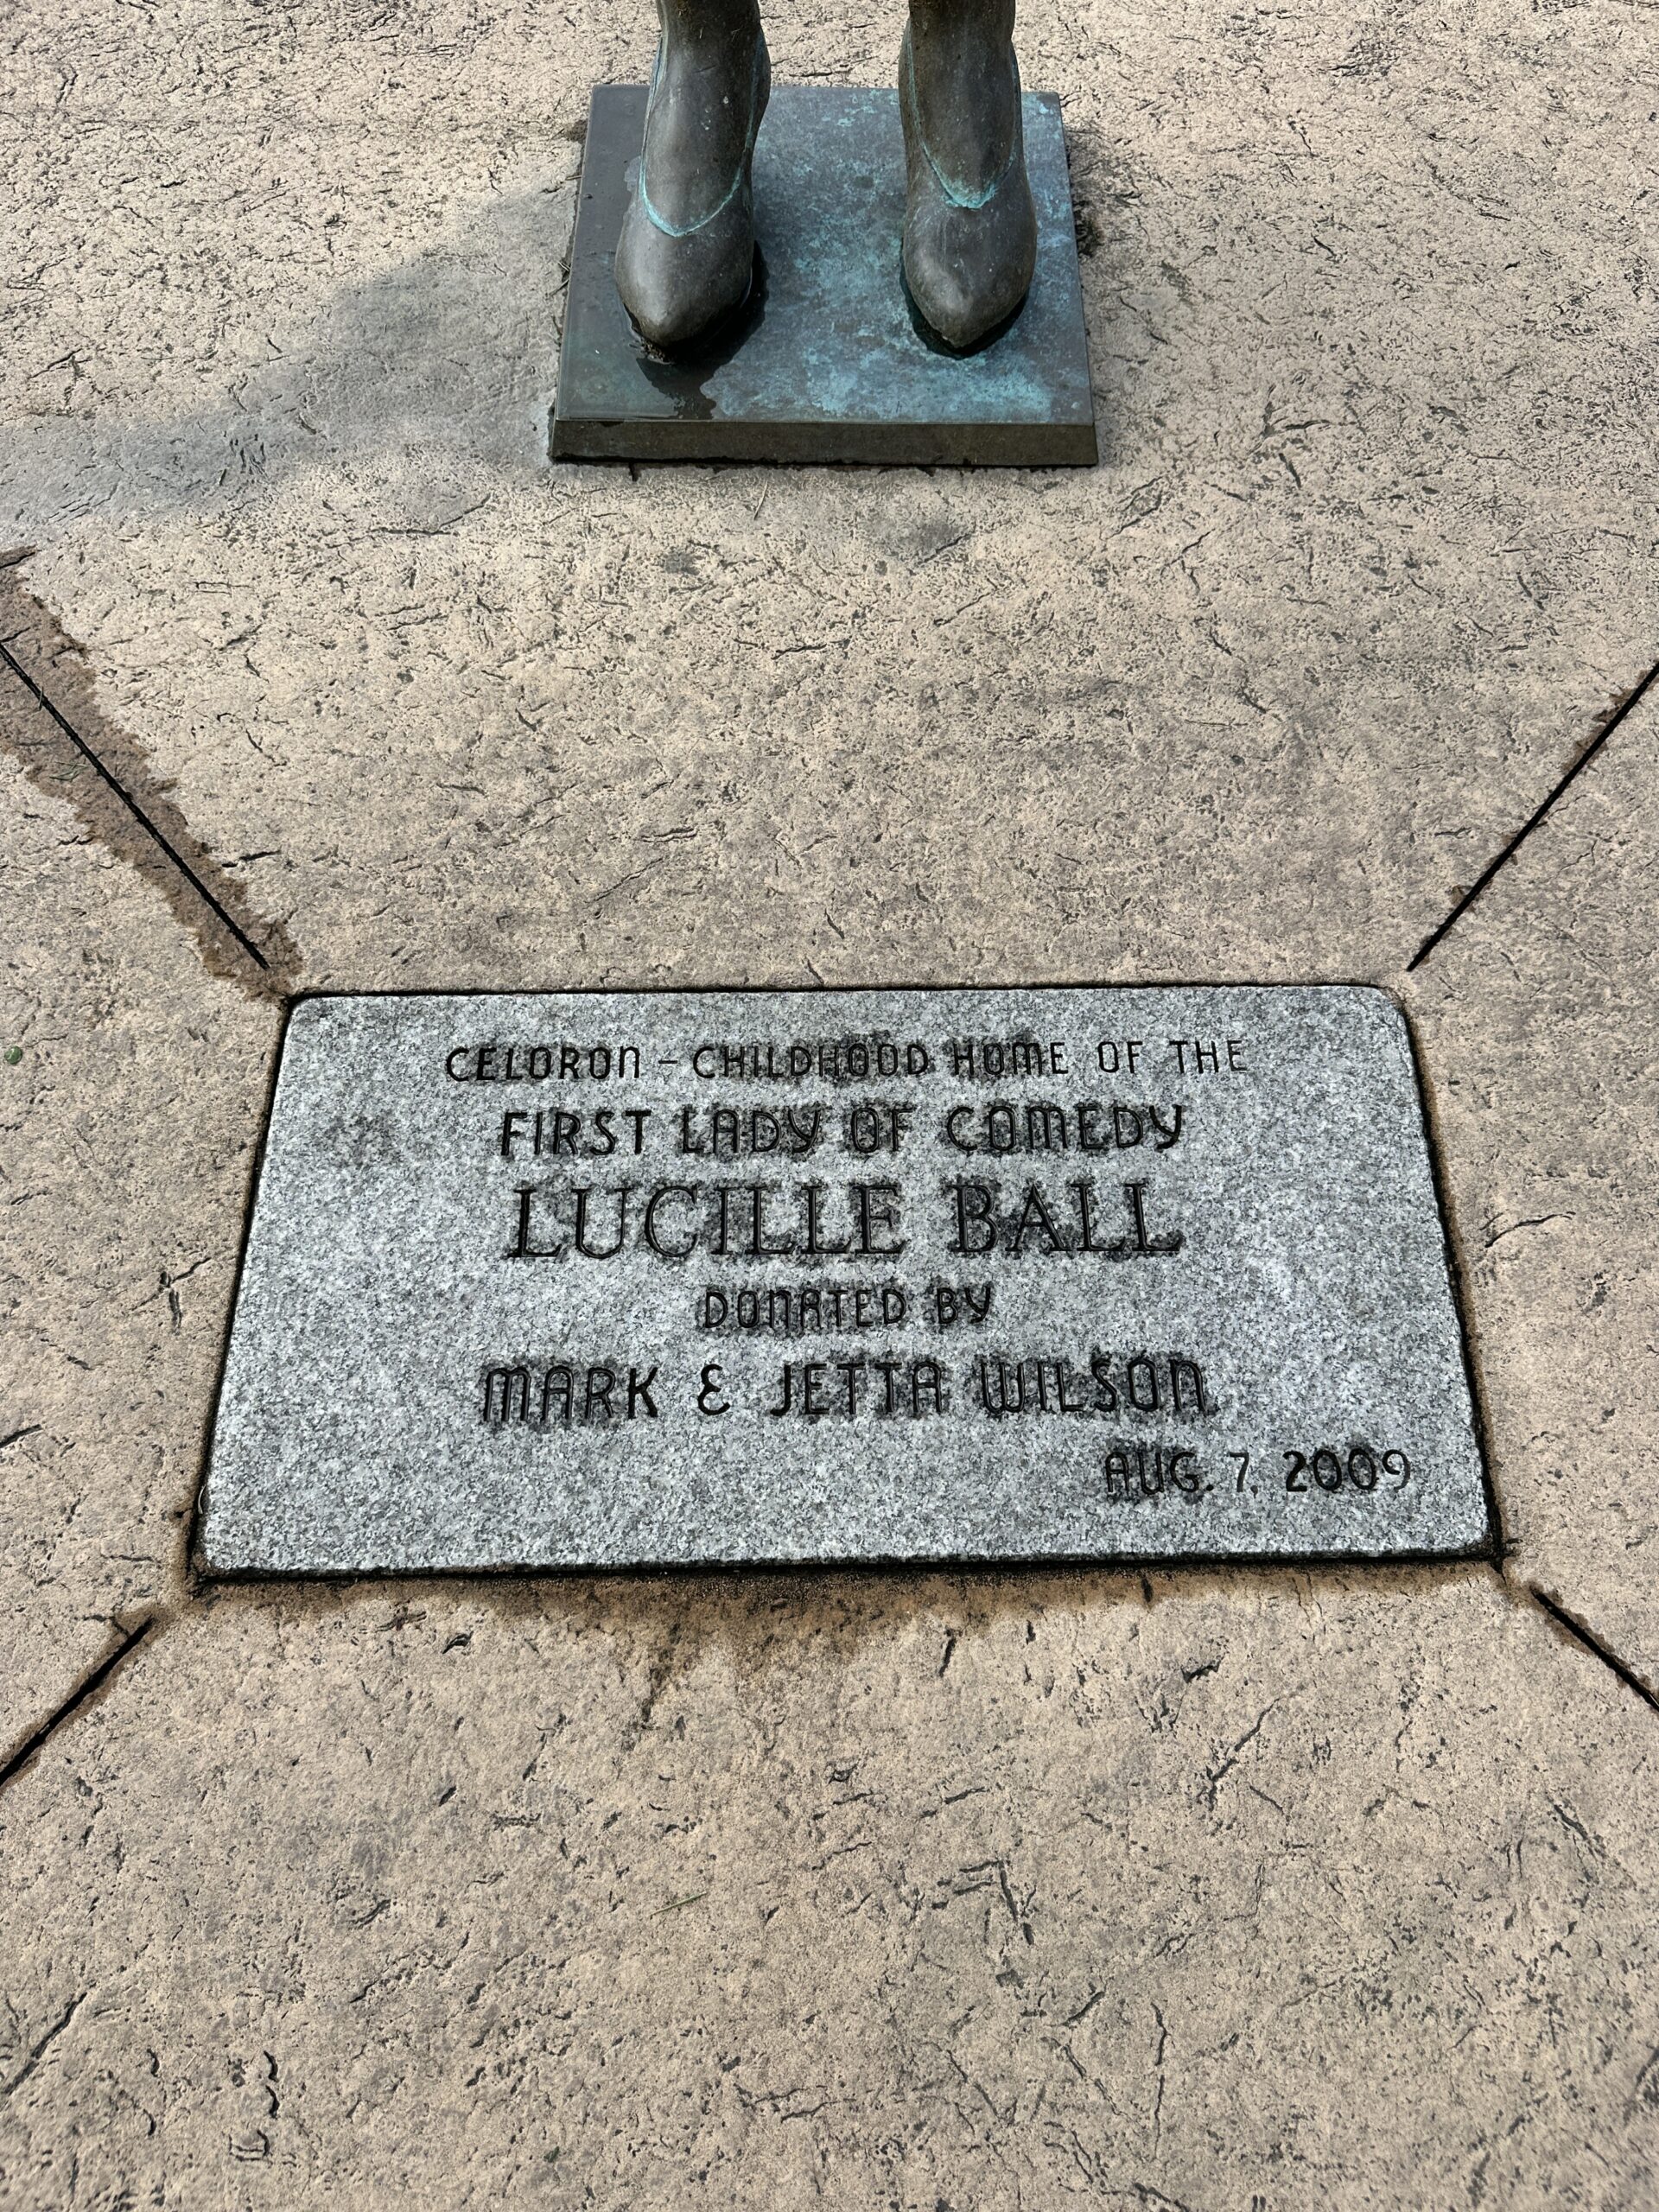 CELORON - CHILDHOOD HOME OF THE
FIRST LADY OF COMEDY
LUCILLE BALL
DONATED BY
MARK & JETTA WILSON
AUG. 7, 2009